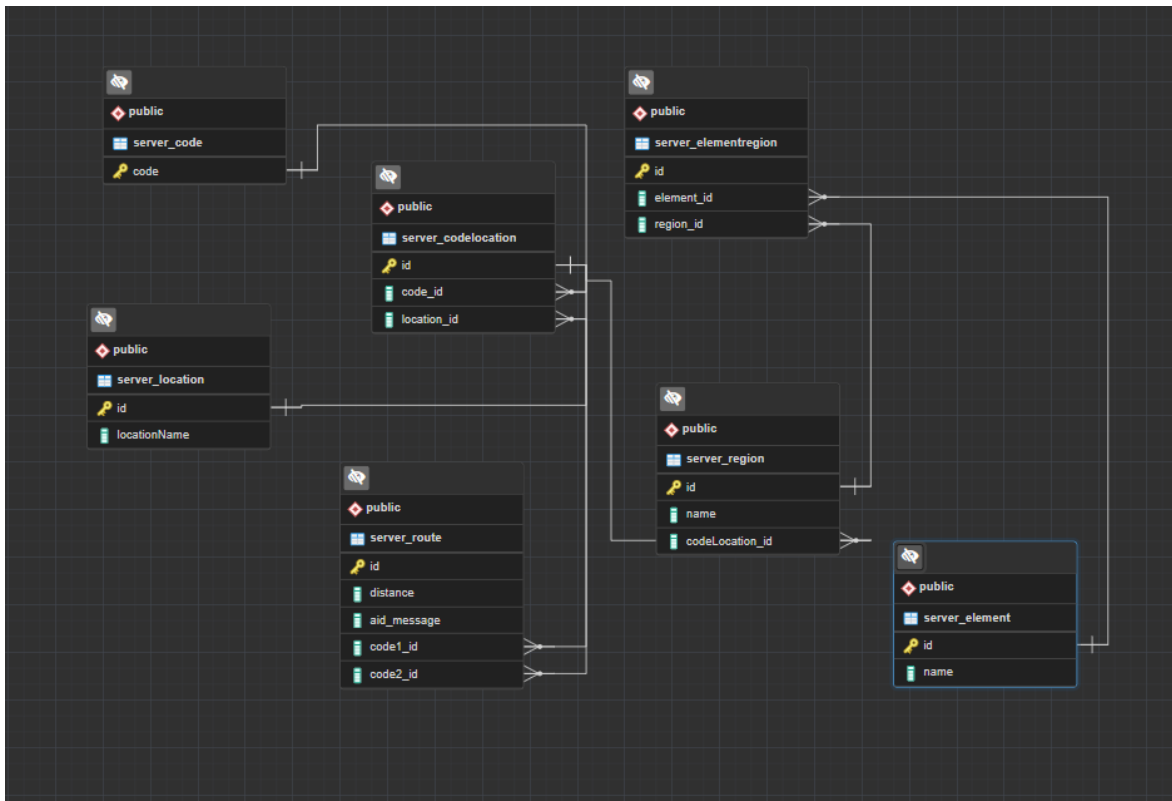 public
server_code
code
public
server_codelocation
id
code_id
location_id
public
server_location
id
locationName
public
server_route
id
distance
aid_message
code1_id
code2_id
public
server_elementregion
id
element_id
region_id
public
server_region
id
name
codeLocation_id
public
server_element
id
name